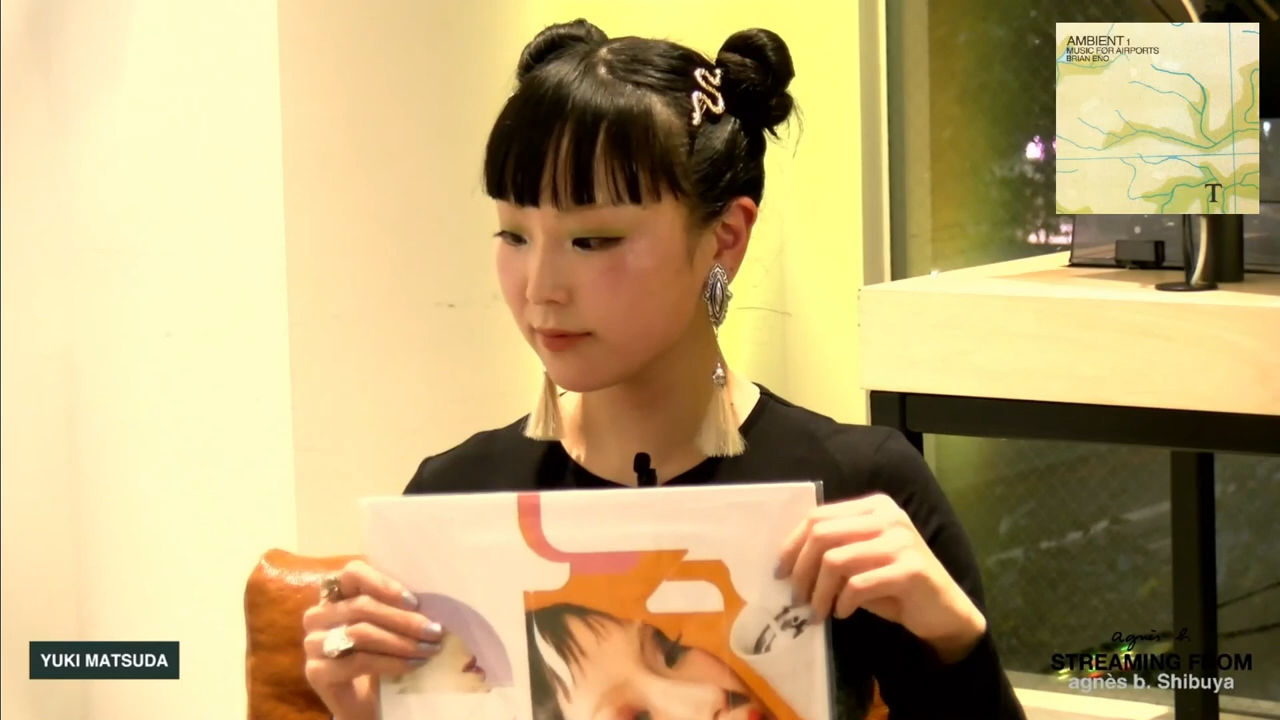 AMBIENT 1
MUSIC FOR AIRPORTS
BRIAN ENO
T
YUKI MATSUDA
agnès b.
STREAMING FROM
agnès b. Shibuya